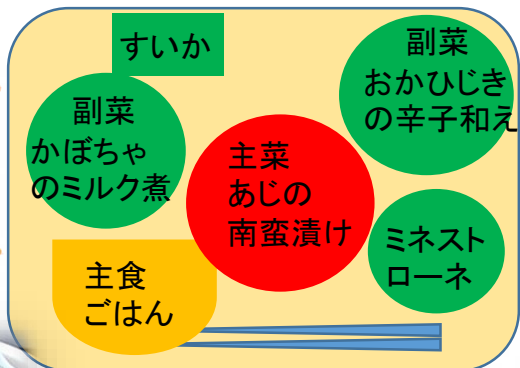 すいか
副菜
おかひじき
の辛子和え
副菜
かぼちゃ
のミルク煮
主菜
あじの
南蛮漬け
ミネスト
ローネ
主食
ごはん